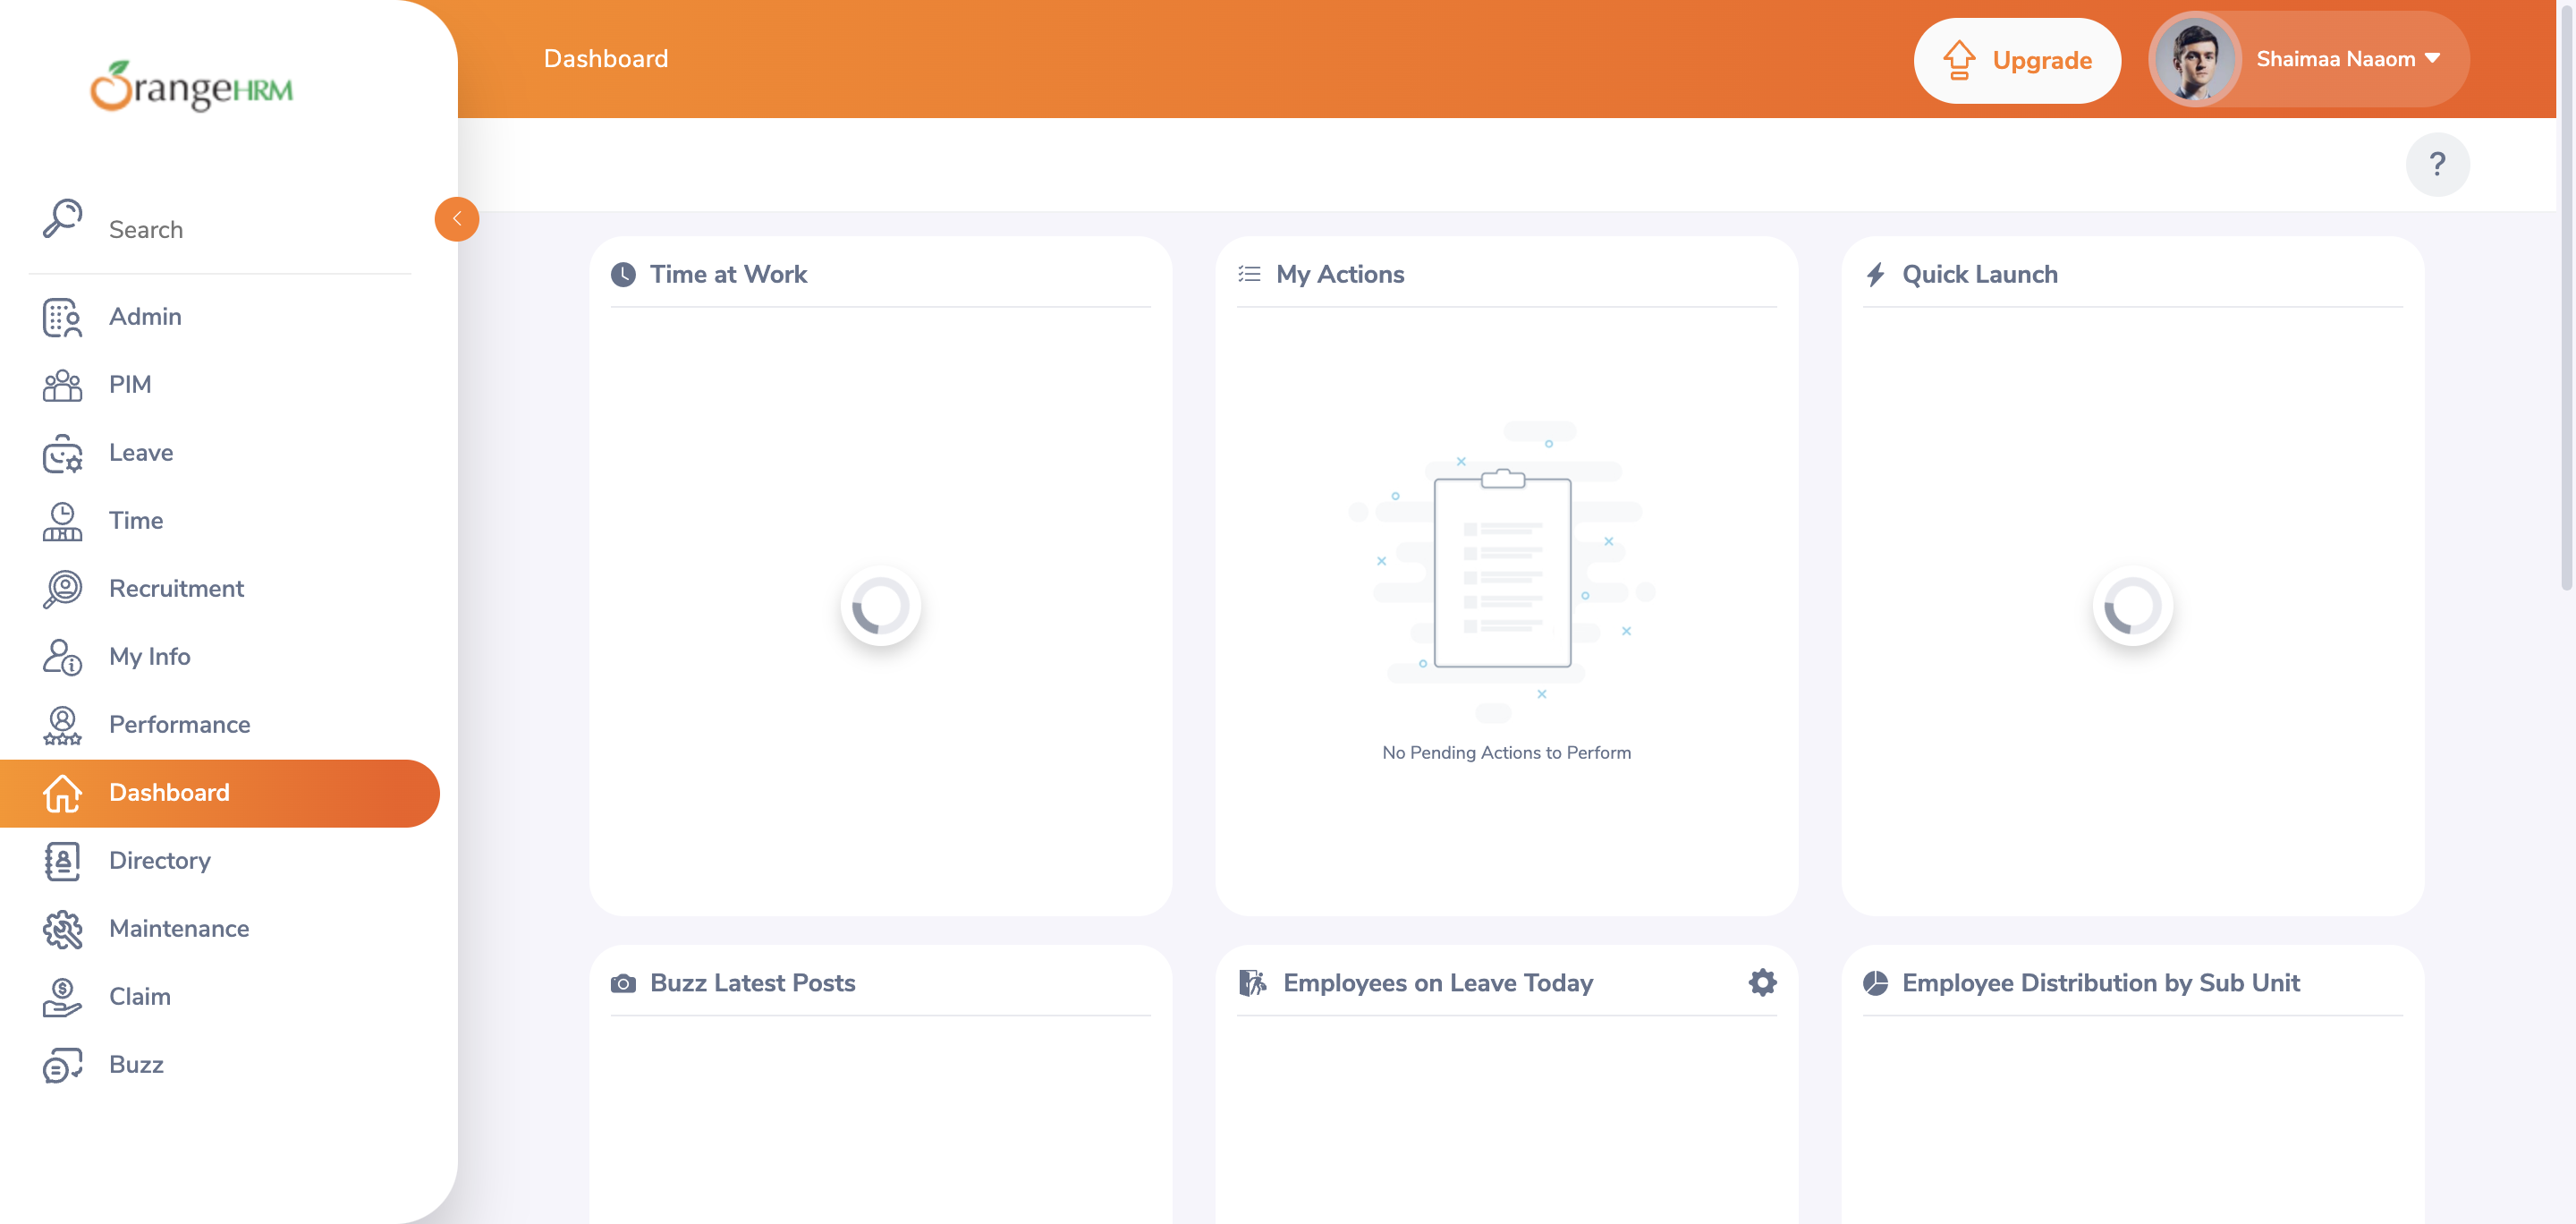 OrangeHRM
Dashboard
Upgrade
Shaimaa Naaom
?
Search
Admin
PIM
Leave
Time
Recruitment
My Info
Performance
Dashboard
Directory
Maintenance
Claim
Buzz
Time at Work
My Actions
No Pending Actions to Perform
Quick Launch
Buzz Latest Posts
Employees on Leave Today
Employee Distribution by Sub Unit